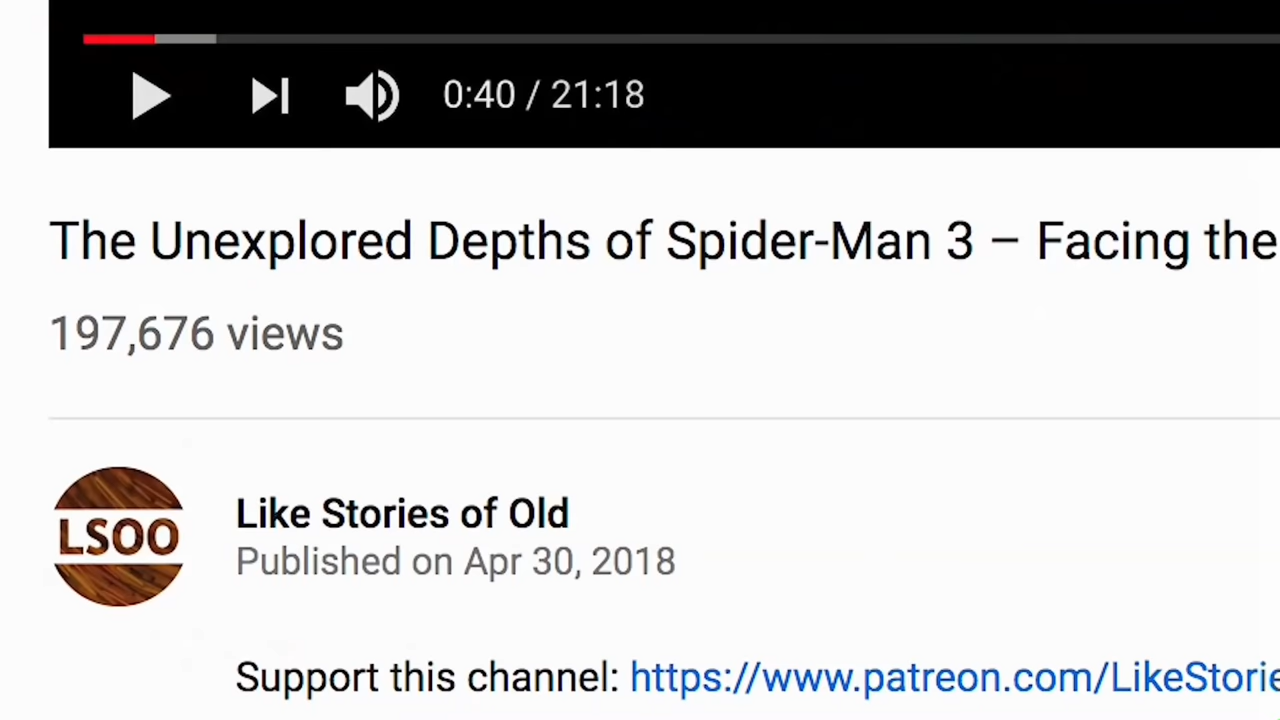 0:40 / 21:18
The Unexplored Depths of Spider-Man 3 – Facing the
197,676 views
LSOO
Like Stories of Old
Published on Apr 30, 2018
Support this channel: https://www.patreon.com/LikeStorie